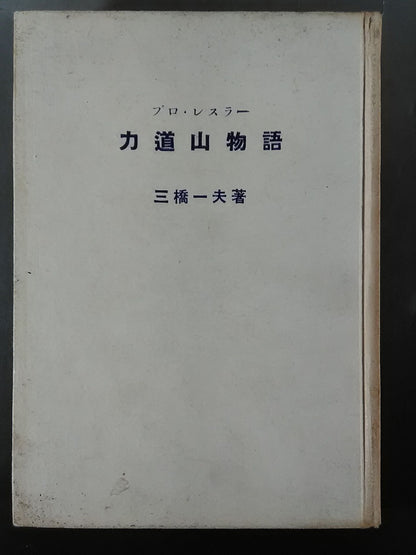 プロ・レスラー
力道山物語
三橋一夫著